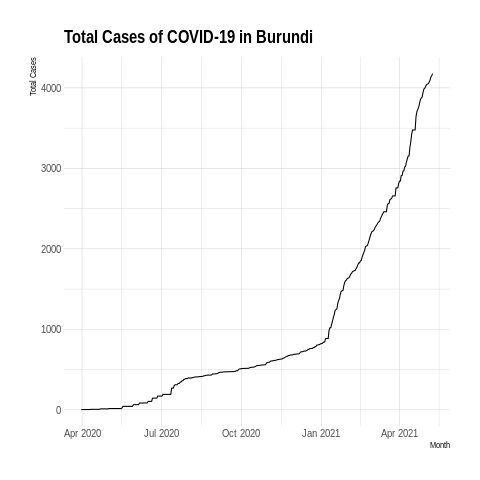 Total Cases of COVID-19 in Burundi
Total Cases
4000
3000
2000
1000
0
Apr 2020 Jul 2020 Oct 2020 Jan 2021 Apr 2021
Month